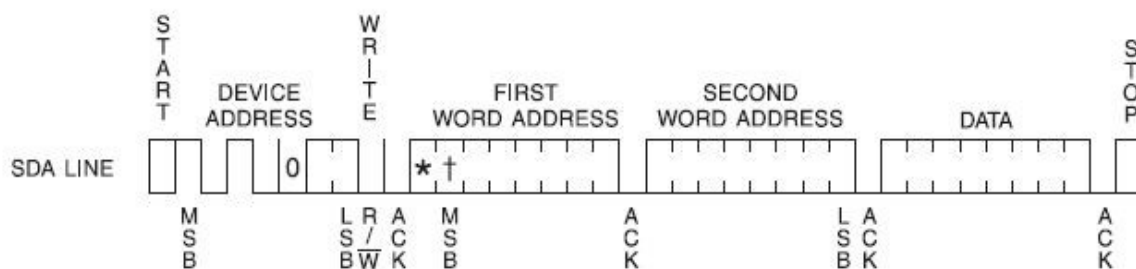 START
WRITE
STOP
DEVICE
ADDRESS
FIRST
WORD ADDRESS
SECOND
WORD ADDRESS
DATA
SDA LINE
0
* †
MSB
LSB
R/W̅
ACK
MSB
ACK
LSB
ACK
ACK